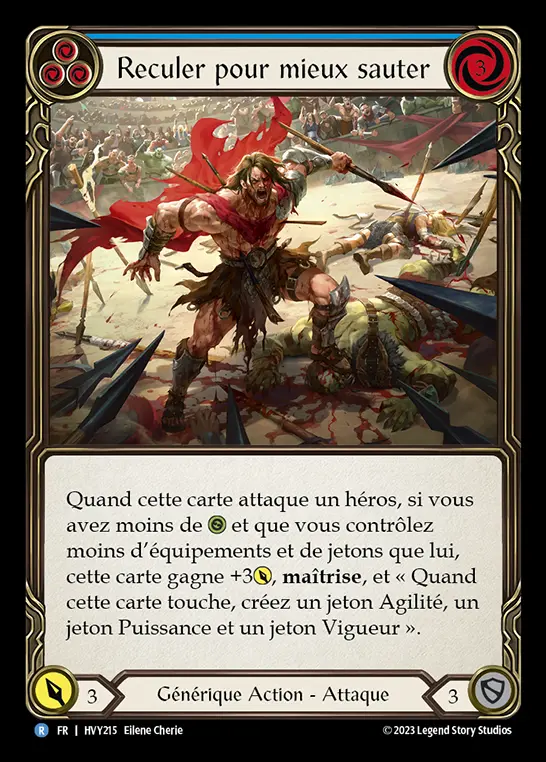 Reculer pour mieux sauter
3
Quand cette carte attaque un héros, si vous
avez moins de et que vous contrôlez
moins d’équipements et de jetons que lui,
cette carte gagne +3, maîtrise, et « Quand
cette carte touche, créez un jeton Agilité, un
jeton Puissance et un jeton Vigueur ».
3
Générique Action - Attaque
3
R FR | HVY215 Eilene Cherie
©2023 Legend Story Studios